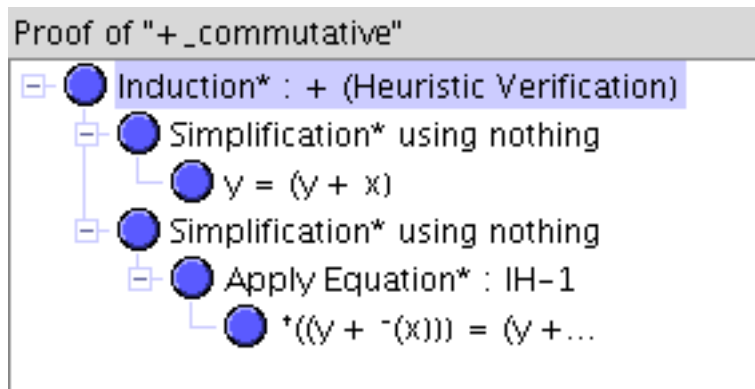 Proof of "+_commutative"
Induction* : + (Heuristic Verification)
Simplification* using nothing
y = (y + x)
Simplification* using nothing
Apply Equation* : IH-1
⁺((y + ⁻(x))) = (y +...